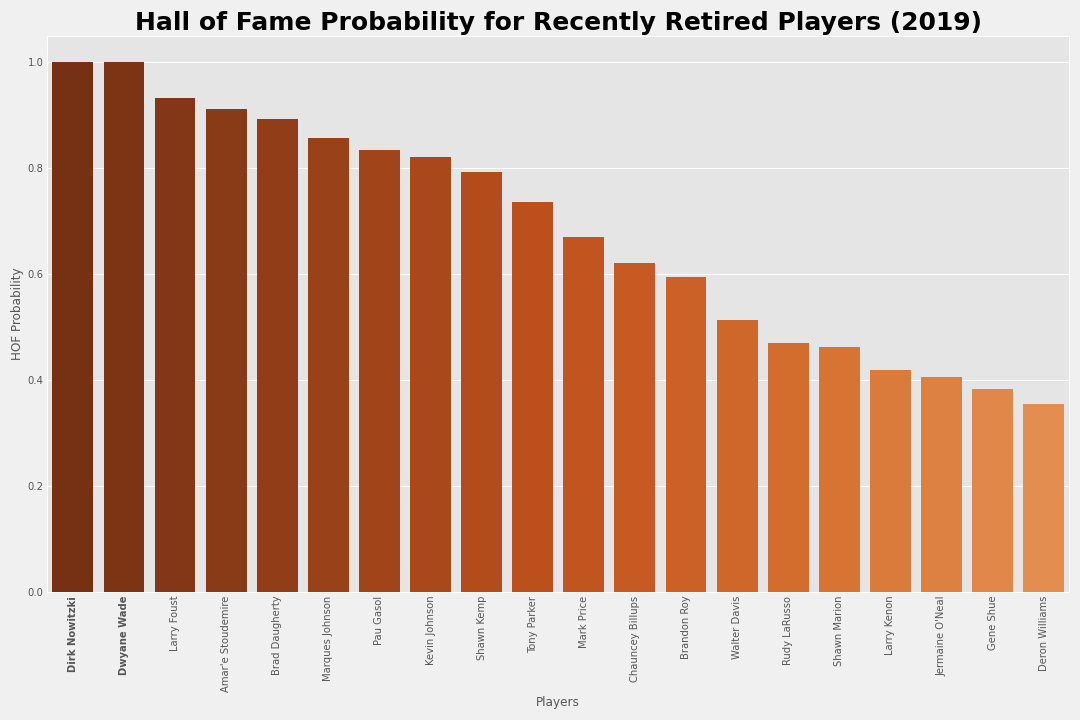 Hall of Fame Probability for Recently Retired Players (2019)
HOF Probability
1.0
0.8
0.6
0.4
0.2
0.0
Dirk Nowitzki
Dwyane Wade
Larry Foust
Amar'e Stoudemire
Brad Daugherty
Marques Johnson
Pau Gasol
Kevin Johnson
Shawn Kemp
Tony Parker
Mark Price
Chauncey Billups
Brandon Roy
Walter Davis
Rudy LaRusso
Shawn Marion
Larry Kenon
Jermaine O'Neal
Gene Shue
Deron Williams
Players